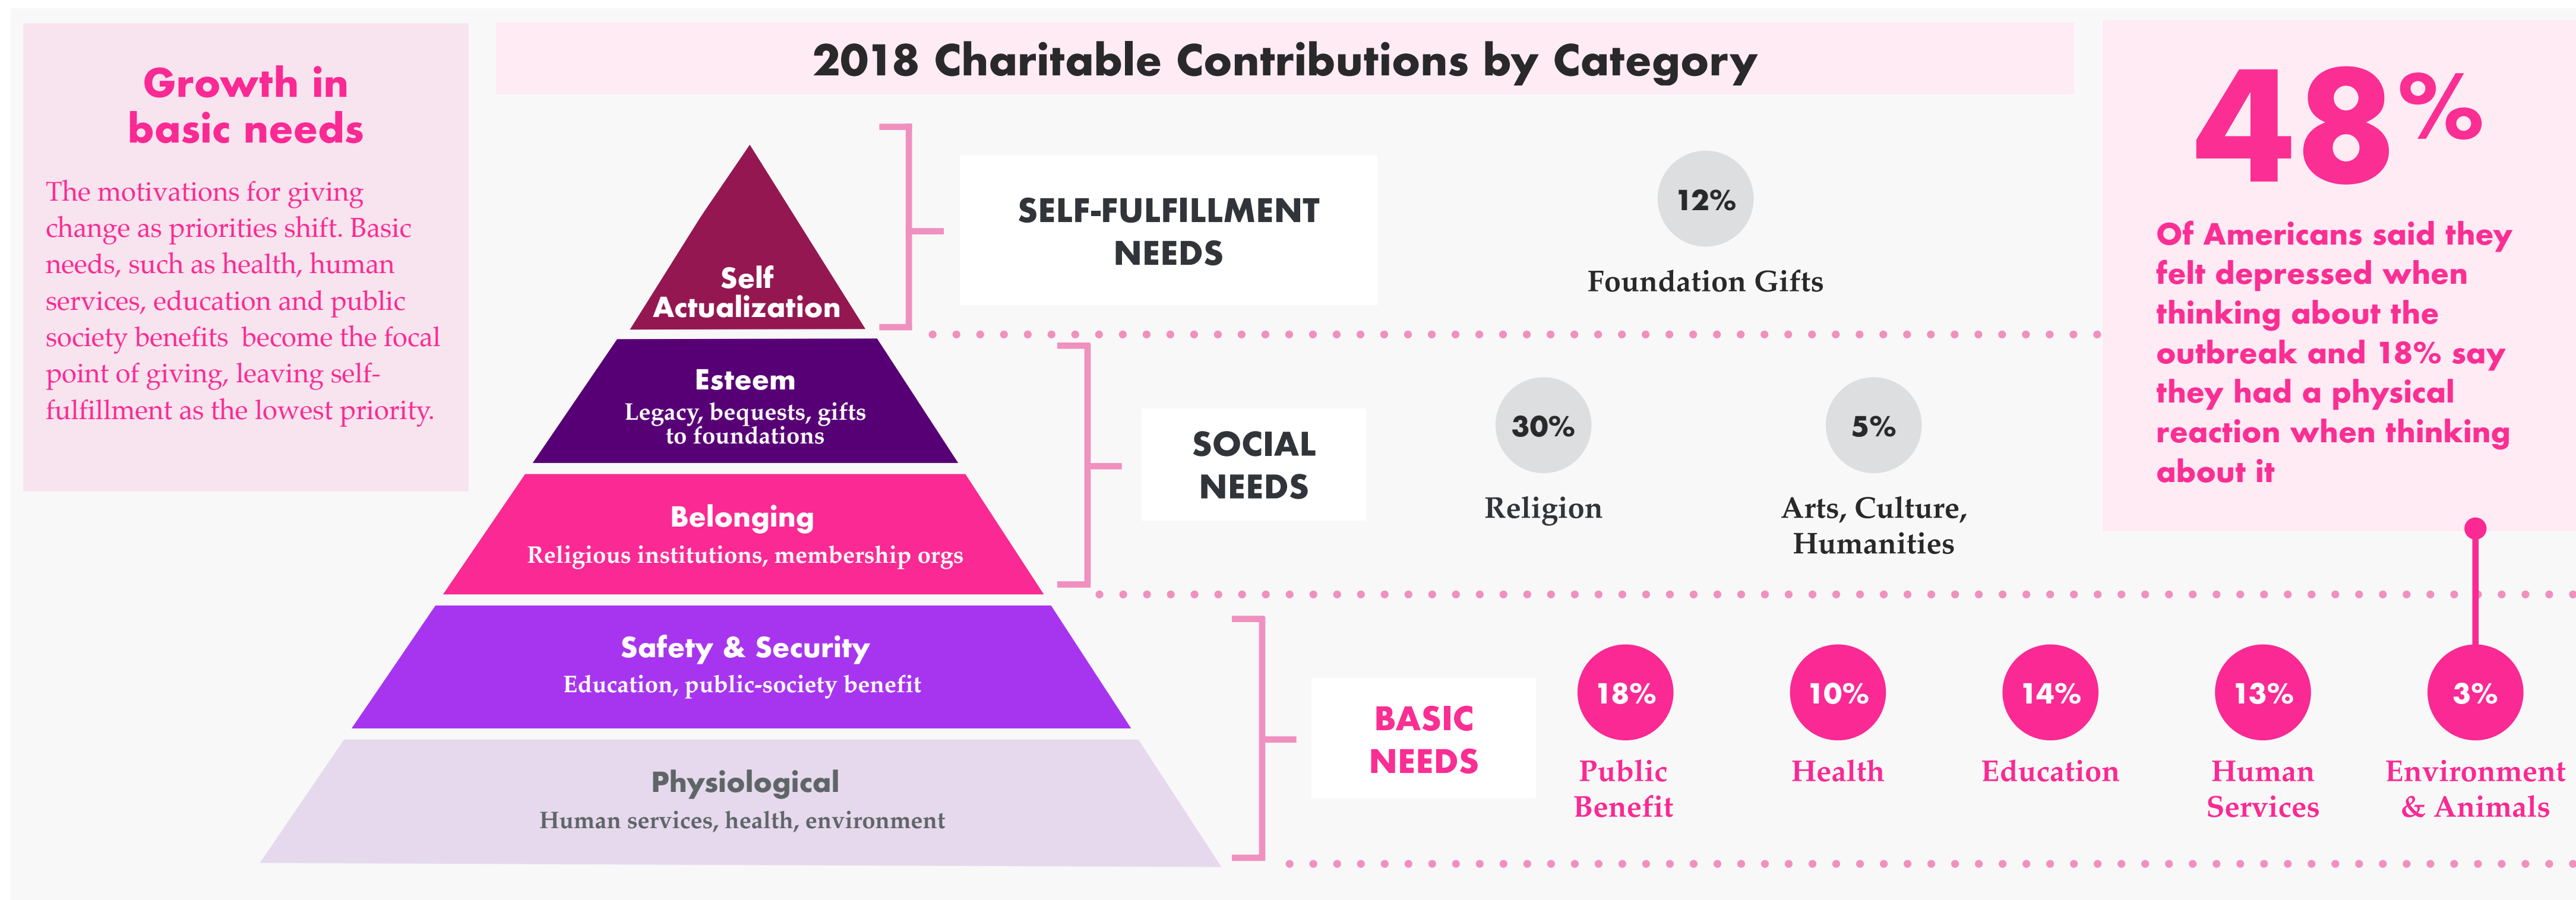 Growth in
basic needs
The motivations for giving
change as priorities shift. Basic
needs, such as health, human
services, education and public
society benefits  become the focal
point of giving, leaving self-
fulfillment as the lowest priority.
2018 Charitable Contributions by Category
Self
Actualization
Esteem
Legacy, bequests, gifts
to foundations
Belonging
Religious institutions, membership orgs
Safety & Security
Education, public-society benefit
Physiological
Human services, health, environment
SELF-FULFILLMENT
NEEDS
12%
Foundation Gifts
SOCIAL
NEEDS
30%
Religion
5%
Arts, Culture,
Humanities
BASIC
NEEDS
18%
Public
Benefit
10%
Health
14%
Education
13%
Human
Services
3%
Environment
& Animals
48%
Of Americans said they
felt depressed when
thinking about the
outbreak and 18% say
they had a physical
reaction when thinking
about it